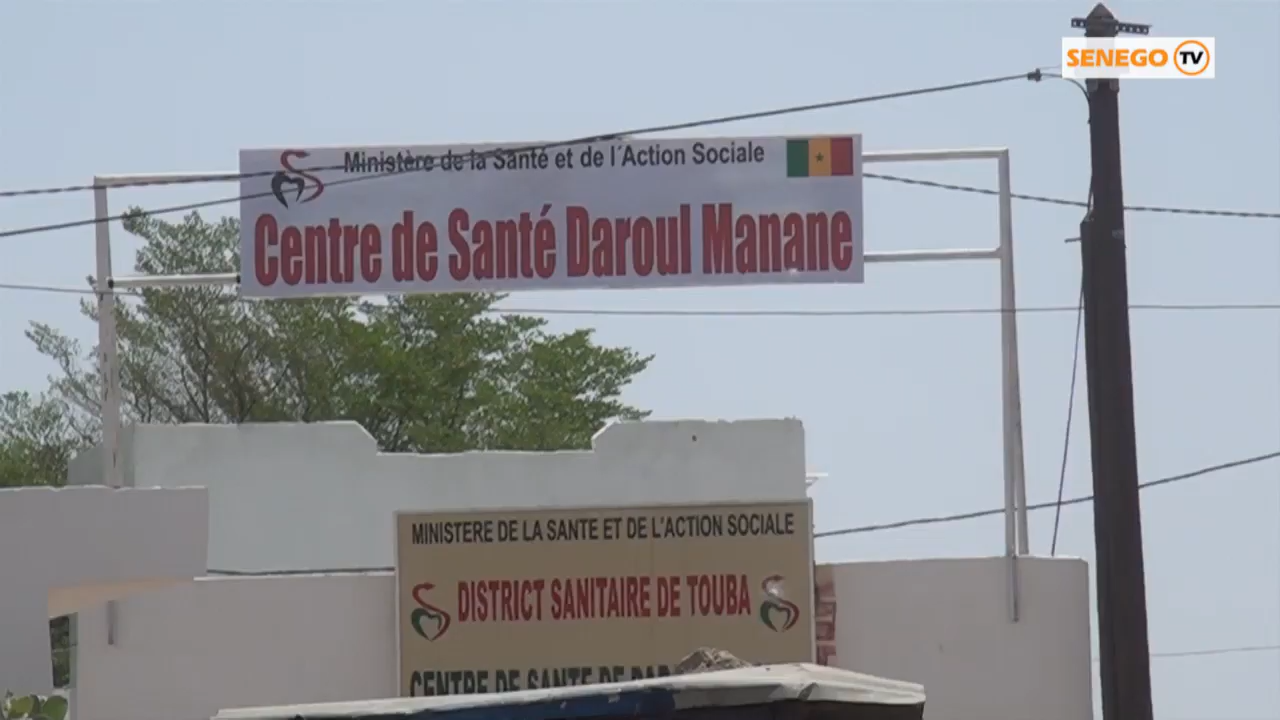 SENEGO TV
Ministère de la Santé et de l'Action Sociale
Centre de Santé Daroul Manane
MINISTERE DE LA SANTE ET DE L'ACTION SOCIALE
DISTRICT SANITAIRE DE TOUBA
CENTRE DE SANTE DE